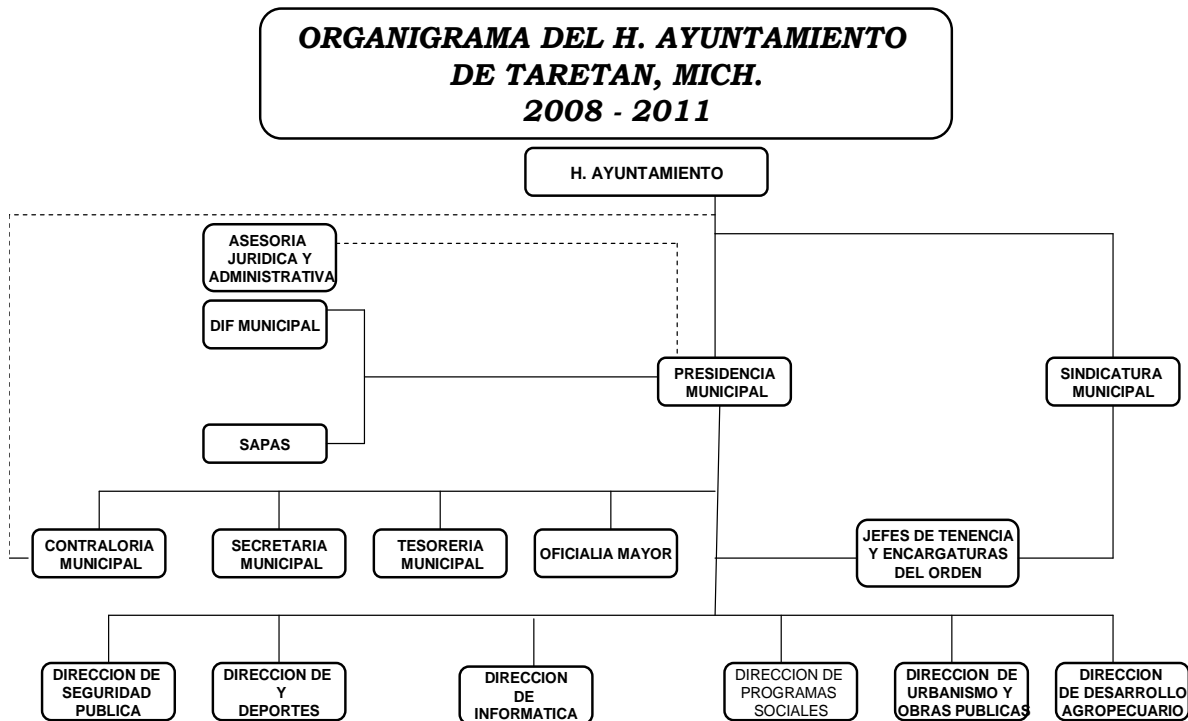 ORGANIGRAMA DEL H. AYUNTAMIENTO
DE TARETAN, MICH.
2008 - 2011
H. AYUNTAMIENTO
ASESORIA
JURIDICA Y
ADMINISTRATIVA
DIF MUNICIPAL
PRESIDENCIA
MUNICIPAL
SINDICATURA
MUNICIPAL
SAPAS
CONTRALORIA
MUNICIPAL
SECRETARIA
MUNICIPAL
TESORERIA
MUNICIPAL
OFICIALIA MAYOR
JEFES DE TENENCIA
Y ENCARGATURAS
DEL ORDEN
DIRECCION DE
SEGURIDAD
PUBLICA
DIRECCION DE
Y
DEPORTES
DIRECCION
DE
INFORMATICA
DIRECCION DE
PROGRAMAS
SOCIALES
DIRECCION DE
URBANISMO Y
OBRAS PUBLICAS
DIRECCION
DE DESARROLLO
AGROPECUARIO